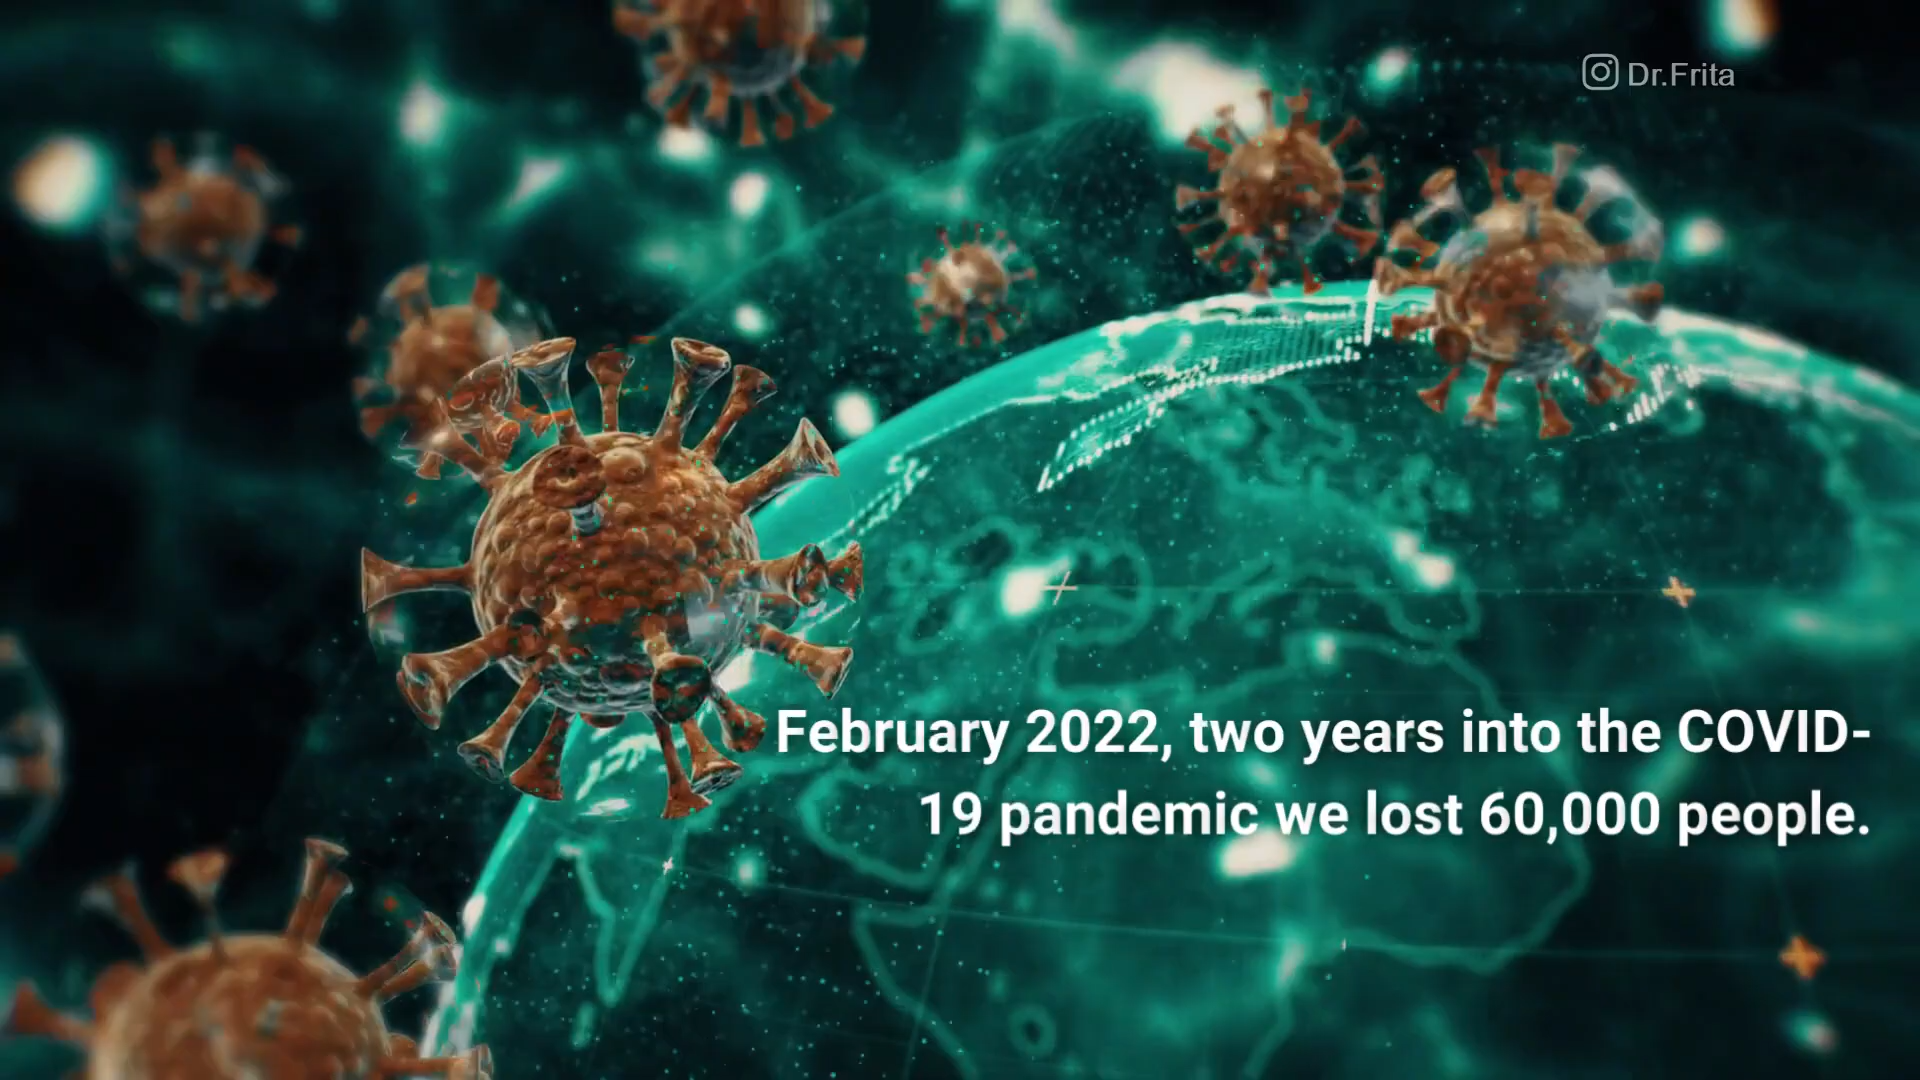 Dr.Frita
February 2022, two years into the COVID-
19 pandemic we lost 60,000 people.